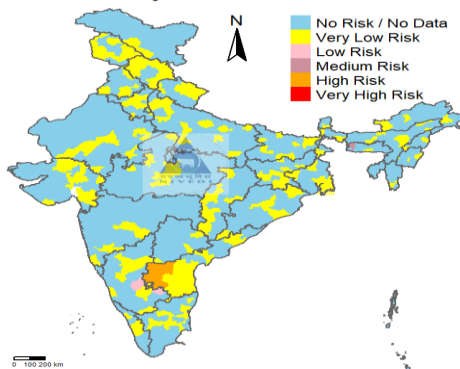 N
No Risk / No Data
Very Low Risk
Low Risk
Medium Risk
High Risk
Very High Risk
NIVEDI
0 100 200 km